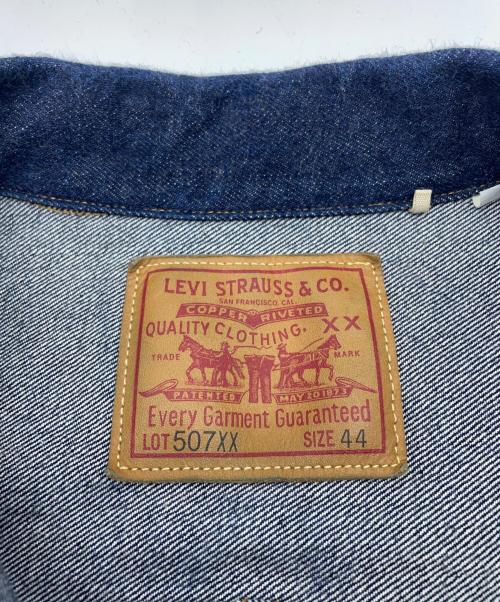 LEVI STRAUSS & CO.
SAN FRANCISCO, CAL.
COPPER RIVETED
QUALITY CLOTHING. XX
TRADE MARK
PATENTED MAY 20 1873
Every Garment Guaranteed
LOT 507XX SIZE 44